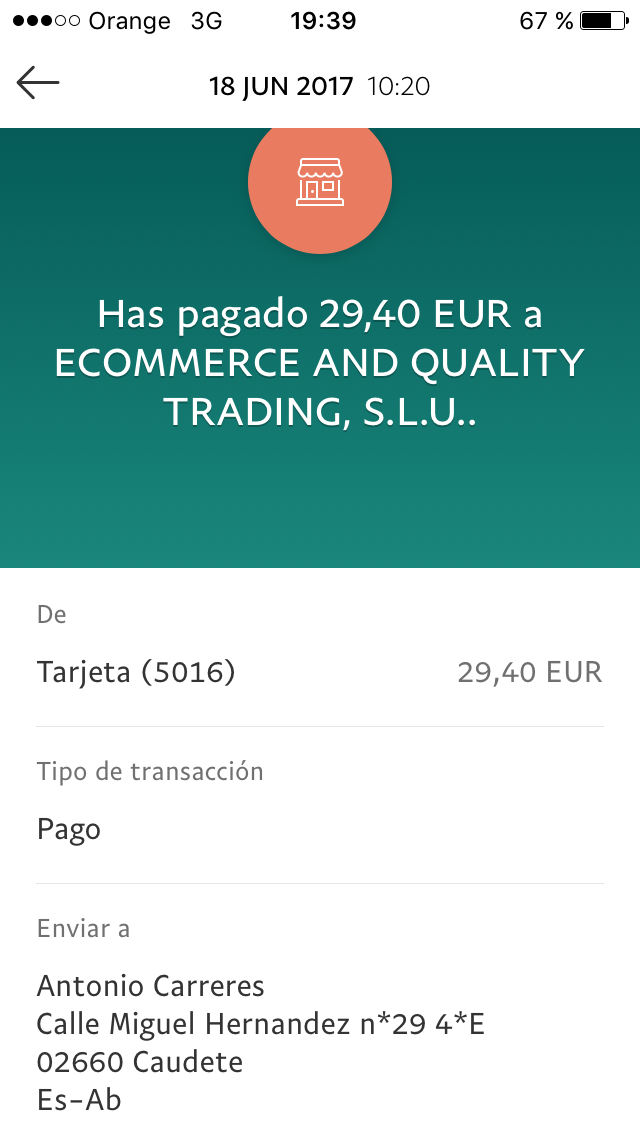 Orange 3G 19:39 67 %
18 JUN 2017 10:20
Has pagado 29,40 EUR a
ECOMMERCE AND QUALITY
TRADING, S.L.U..
De
Tarjeta (5016) 29,40 EUR
Tipo de transacción
Pago
Enviar a
Antonio Carreres
Calle Miguel Hernandez n*29 4*E
02660 Caudete
Es-Ab